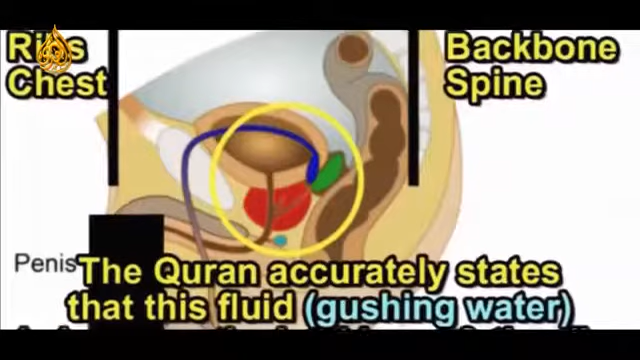 Ribs
Chest
Backbone
Spine
Penis
The Quran accurately states
that this fluid (gushing water)